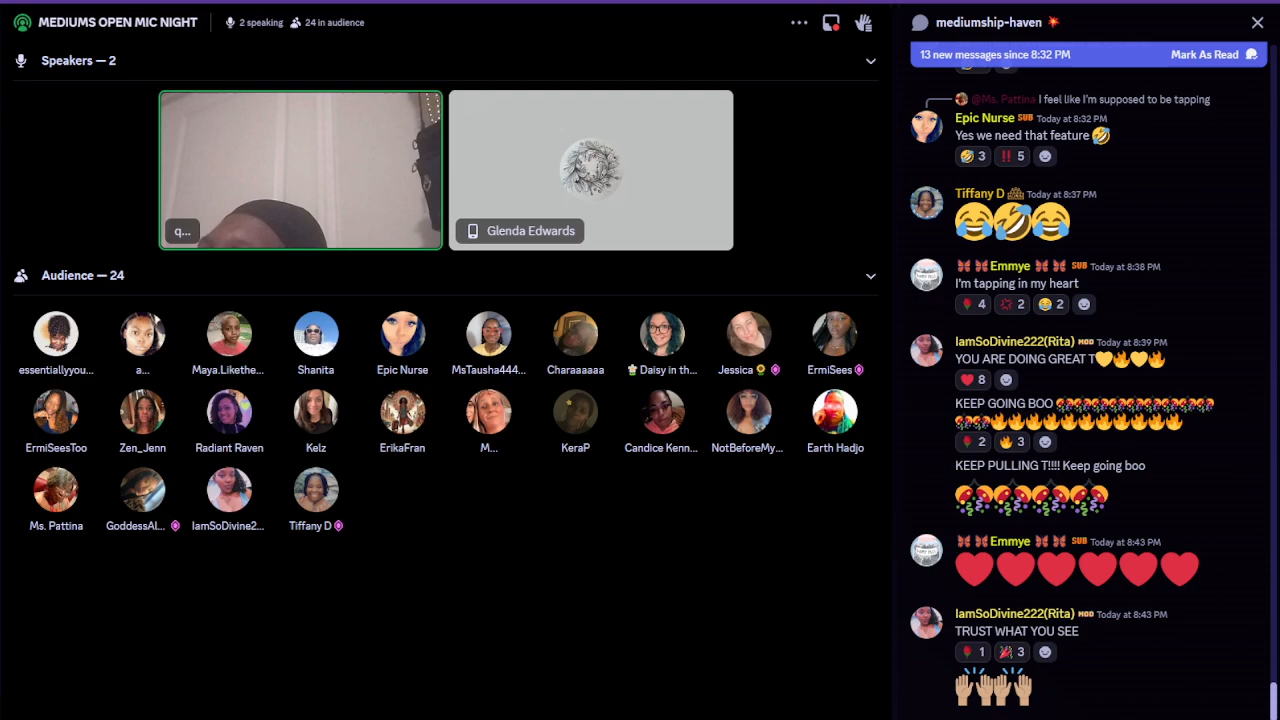 MEDIUMS OPEN MIC NIGHT
2 speaking
24 in audience
Speakers — 2
q...
Glenda Edwards
Audience — 24
essentiallyyou...
a...
Maya.Likethe...
Shanita
Epic Nurse
MsTausha444...
Charaaaaaa
Daisy in th...
Jessica
ErmiSees
ErmiSeesToo
Zen_Jenn
Radiant Raven
Kelz
ErikaFran
M...
KeraP
Candice Kenn...
NotBeforeMy...
Earth Hadjo
Ms. Pattina
GoddessAl...
IamSoDivine2...
Tiffany D
mediumship-haven
13 new messages since 8:32 PM
Mark As Read
@Ms. Pattina I feel like I'm supposed to be tapping
Epic Nurse SUB Today at 8:32 PM
Yes we need that feature 🤣
🤣 3 ‼️ 5
Tiffany D Today at 8:37 PM
😂🤣😂
Emmye SUB Today at 8:38 PM
I'm tapping in my heart
🌹 4 💢 2 😂 2
IamSoDivine222(Rita) MOD Today at 8:39 PM
YOU ARE DOING GREAT T💛🔥💛🔥
❤️ 8
KEEP GOING BOO 🎊🎊🎊🎊🎊🎊🎊🎊🎊🎊🎊🎊
🎊🎊🎊🔥🔥🔥🔥🔥🔥🔥🔥🔥🔥🔥
🌹 2 🔥 3
KEEP PULLING T!!!! Keep going boo
🎊🎊🎊🎊
Emmye SUB Today at 8:43 PM
❤️❤️❤️❤️❤️❤️
IamSoDivine222(Rita) MOD Today at 8:43 PM
TRUST WHAT YOU SEE
🌹 1 🎉 3
🙌🏼🙌🏼